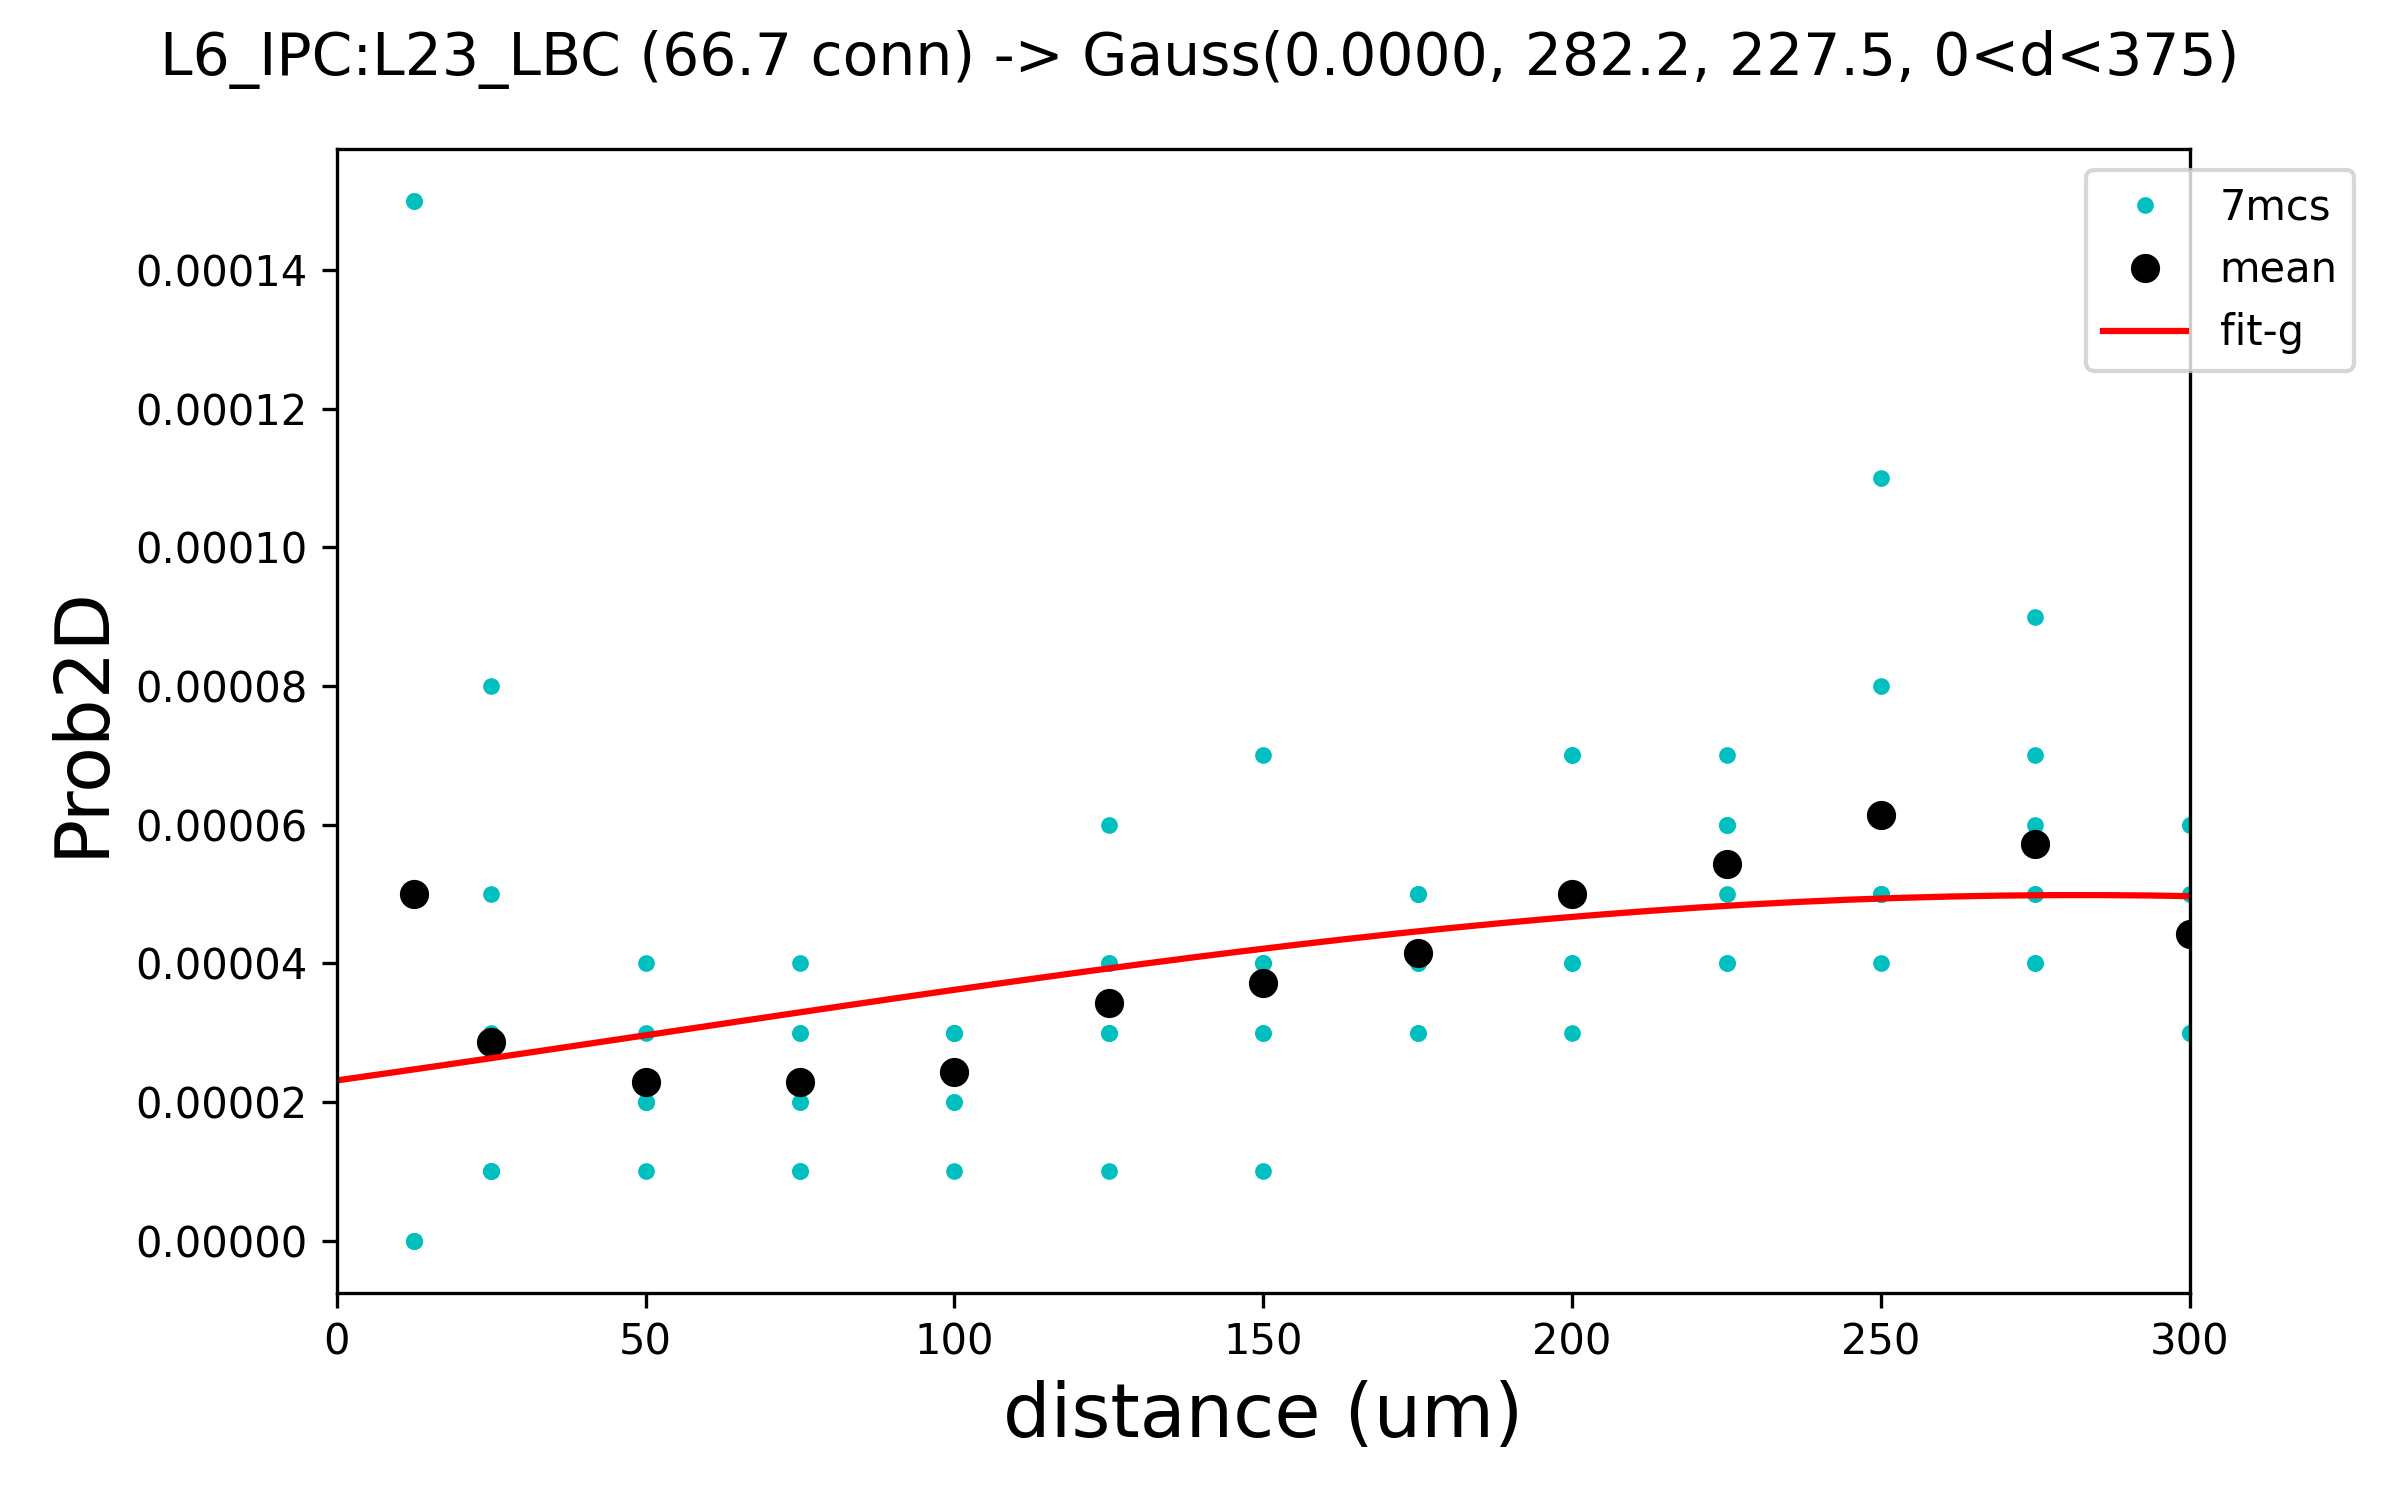 L6_IPC:L23_LBC (66.7 conn) -> Gauss(0.0000, 282.2, 227.5, 0<d<375)
7mcs
mean
fit-g
0.00014
0.00012
0.00010
0.00008
0.00006
0.00004
0.00002
0.00000
Prob2D
0 50 100 150 200 250 300
distance (um)